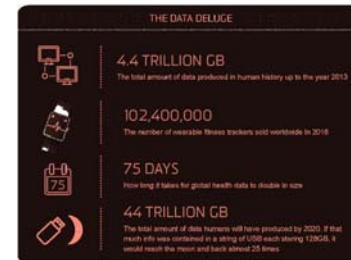 THE DATA DELUGE
4.4 TRILLION GB
The total amount of data produced in human history up to the year 2013
102,400,000
The number of wearable fitness trackers sold worldwide in 2016
75 DAYS
How long it takes for global health data to double in size
75
44 TRILLION GB
The total amount of data humans will have produced by 2020. If that
much info was contained in a string of USB each storing 128GB, it
would reach the moon and back almost 25 times